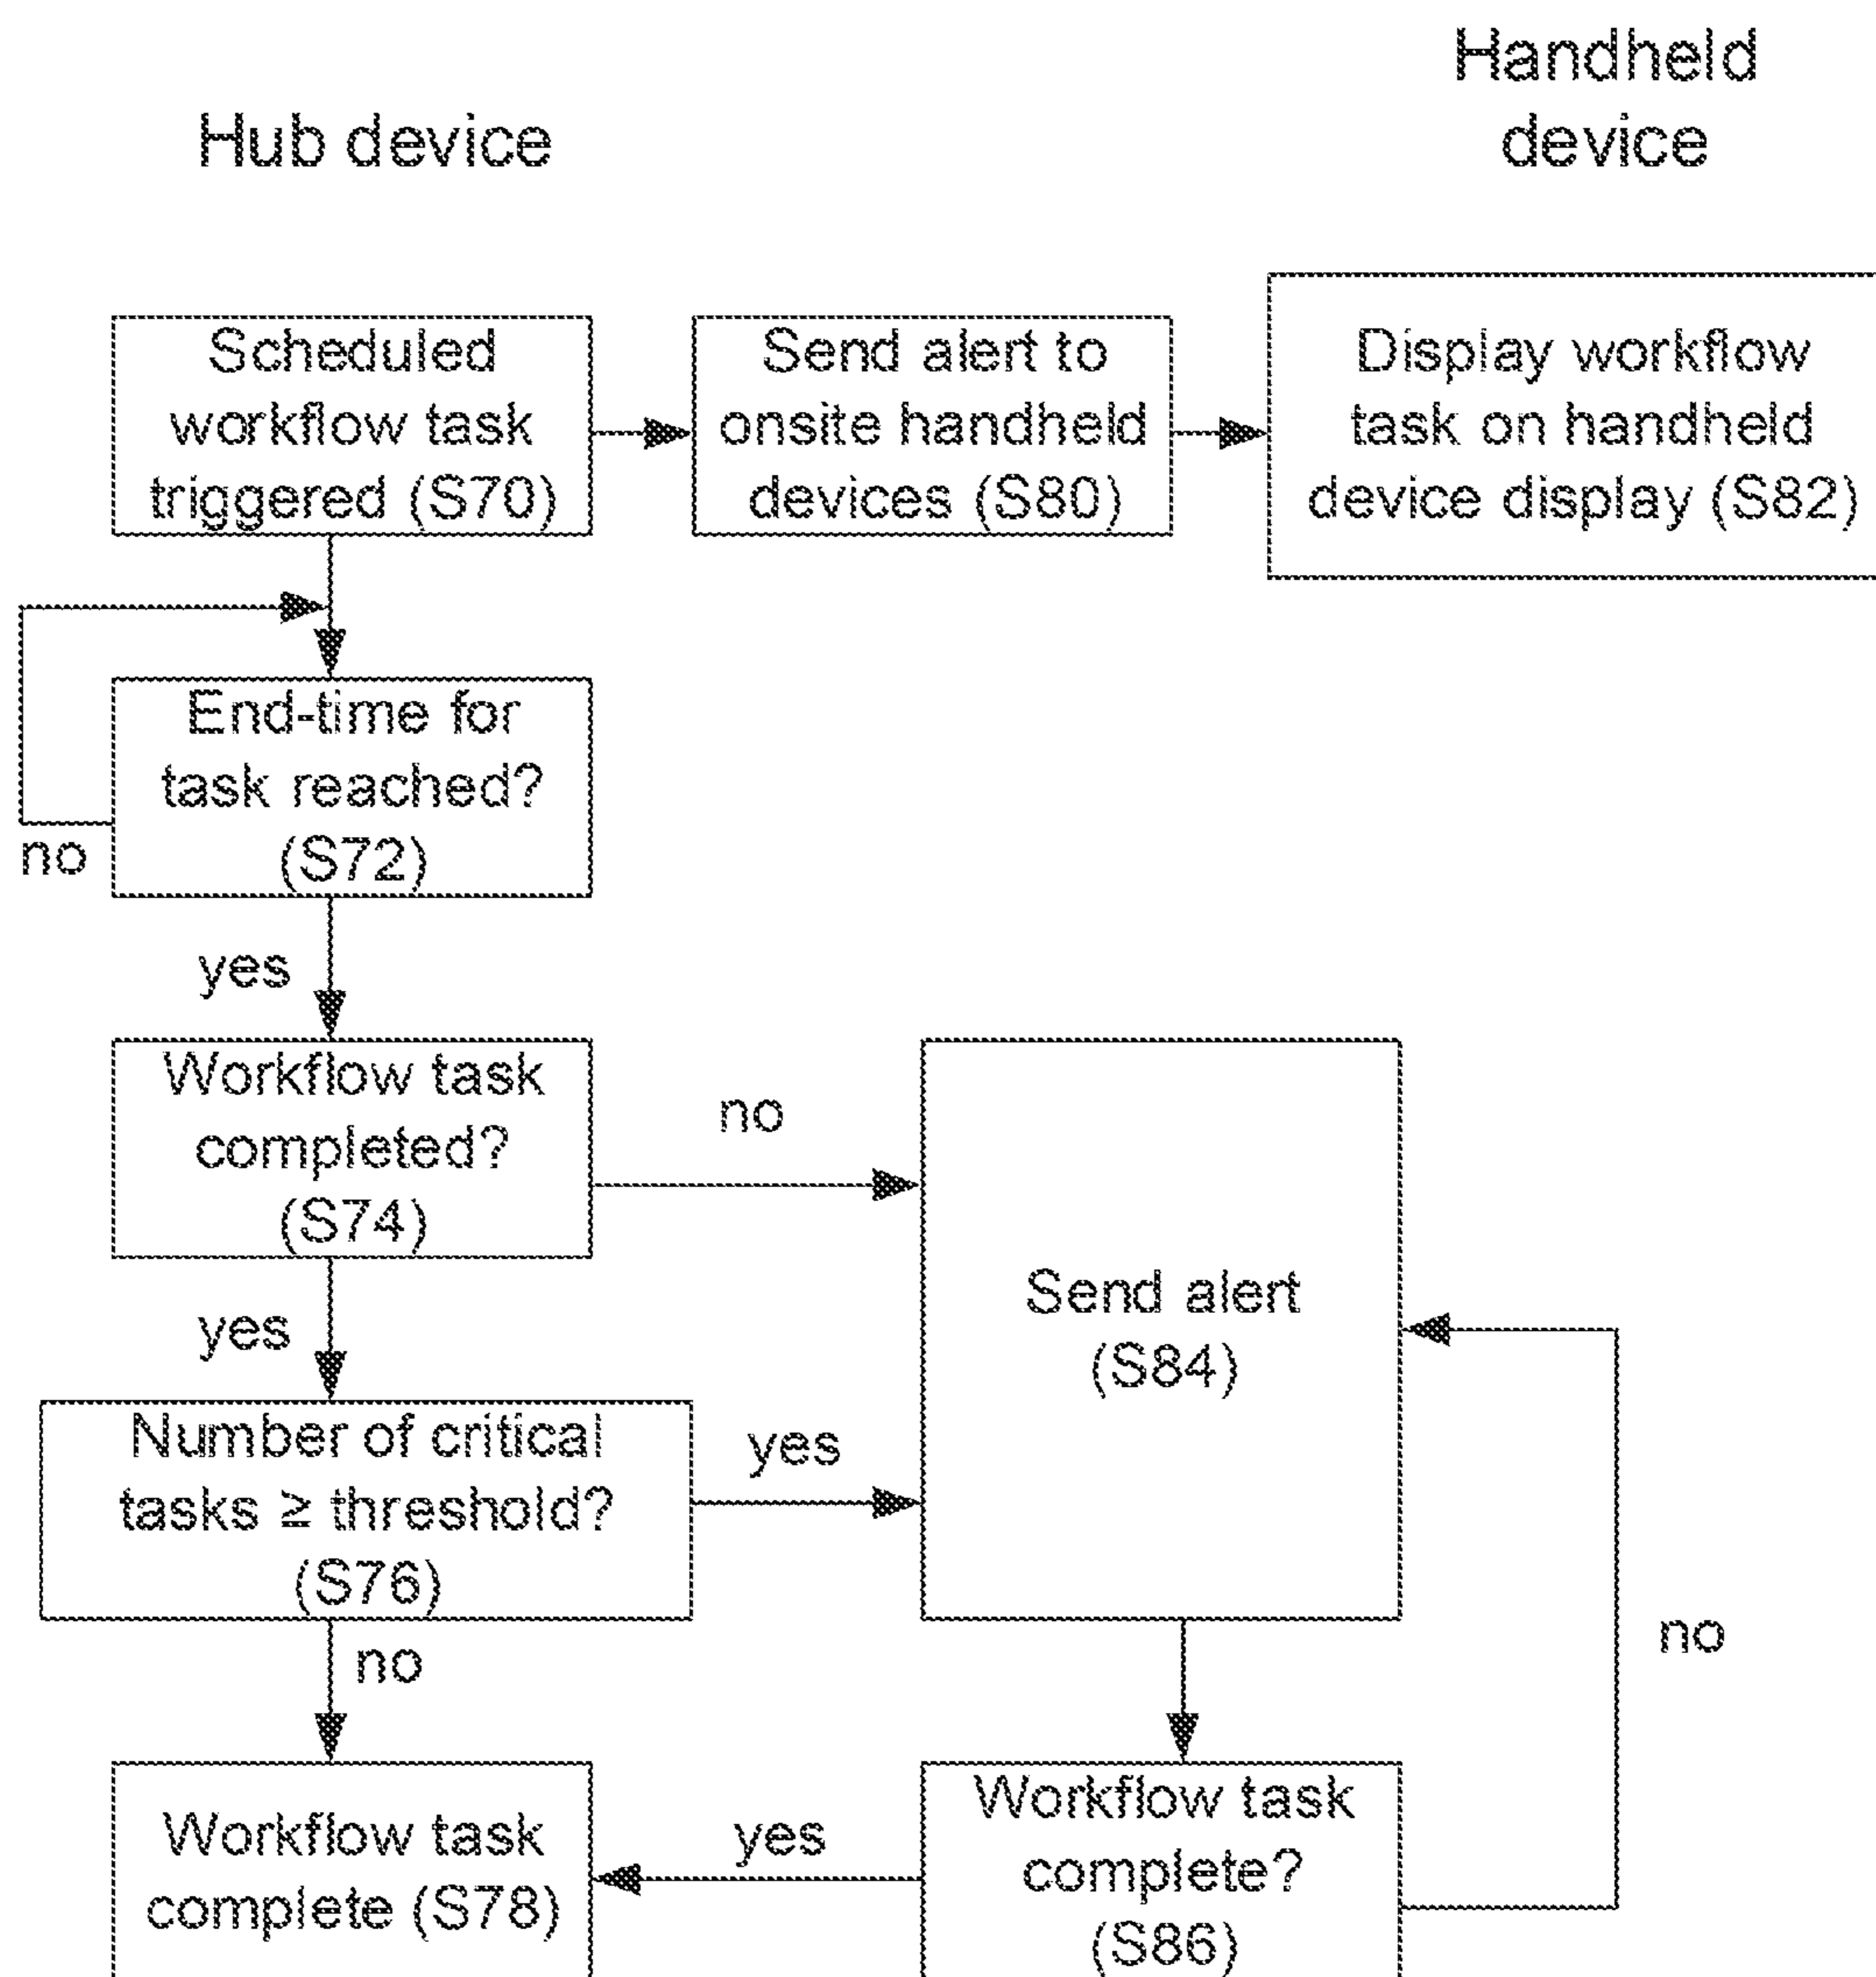 Hub device
Handheld
device
Scheduled
workflow task
triggered (S70)
Send alert to
onsite handheld
devices (S80)
Display workflow
task on handheld
device display (S82)
End-time for
task reached?
(S72)
no
yes
Workflow task
completed?
(S74)
no
yes
Send alert
(S84)
Number of critical
tasks ≥ threshold?
(S76)
yes
no
no
Workflow task
complete (S78)
yes
Workflow task
complete?
(S86)